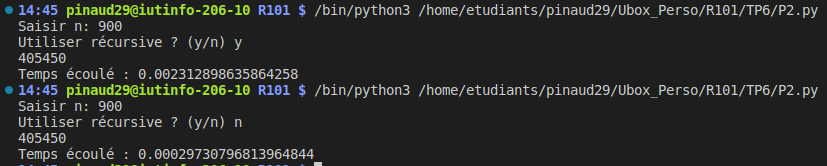 14:45 pinaud29@iutinfo-206-10 R101 $ /bin/python3 /home/etudiants/pinaud29/Ubox_Perso/R101/TP6/P2.py
Saisir n: 900
Utiliser récursive ? (y/n) y
405450
Temps écoulé : 0.002312898635864258
14:45 pinaud29@iutinfo-206-10 R101 $ /bin/python3 /home/etudiants/pinaud29/Ubox_Perso/R101/TP6/P2.py
Saisir n: 900
Utiliser récursive ? (y/n) n
405450
Temps écoulé : 0.00029730796813964844